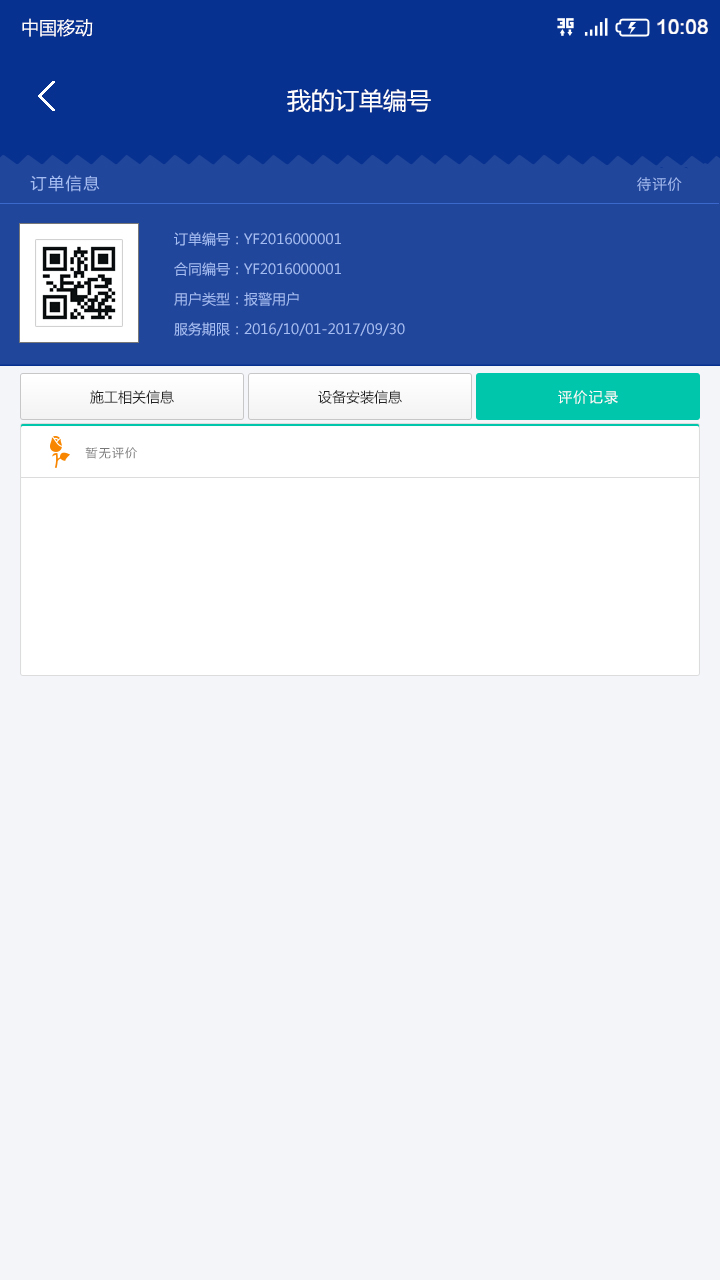 中国移动 3G 10:08
我的订单编号
订单信息 待评价
订单编号：YF2016000001
合同编号：YF2016000001
用户类型：报警用户
服务期限：2016/10/01-2017/09/30
施工相关信息 设备安装信息 评价记录
暂无评价